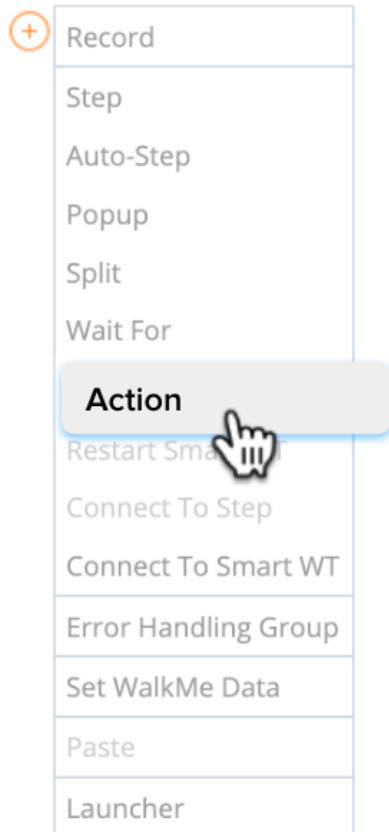 Record
Step
Auto-Step
Popup
Split
Wait For
Action
Restart Sma T
Connect To Step
Connect To Smart WT
Error Handling Group
Set WalkMe Data
Paste
Launcher